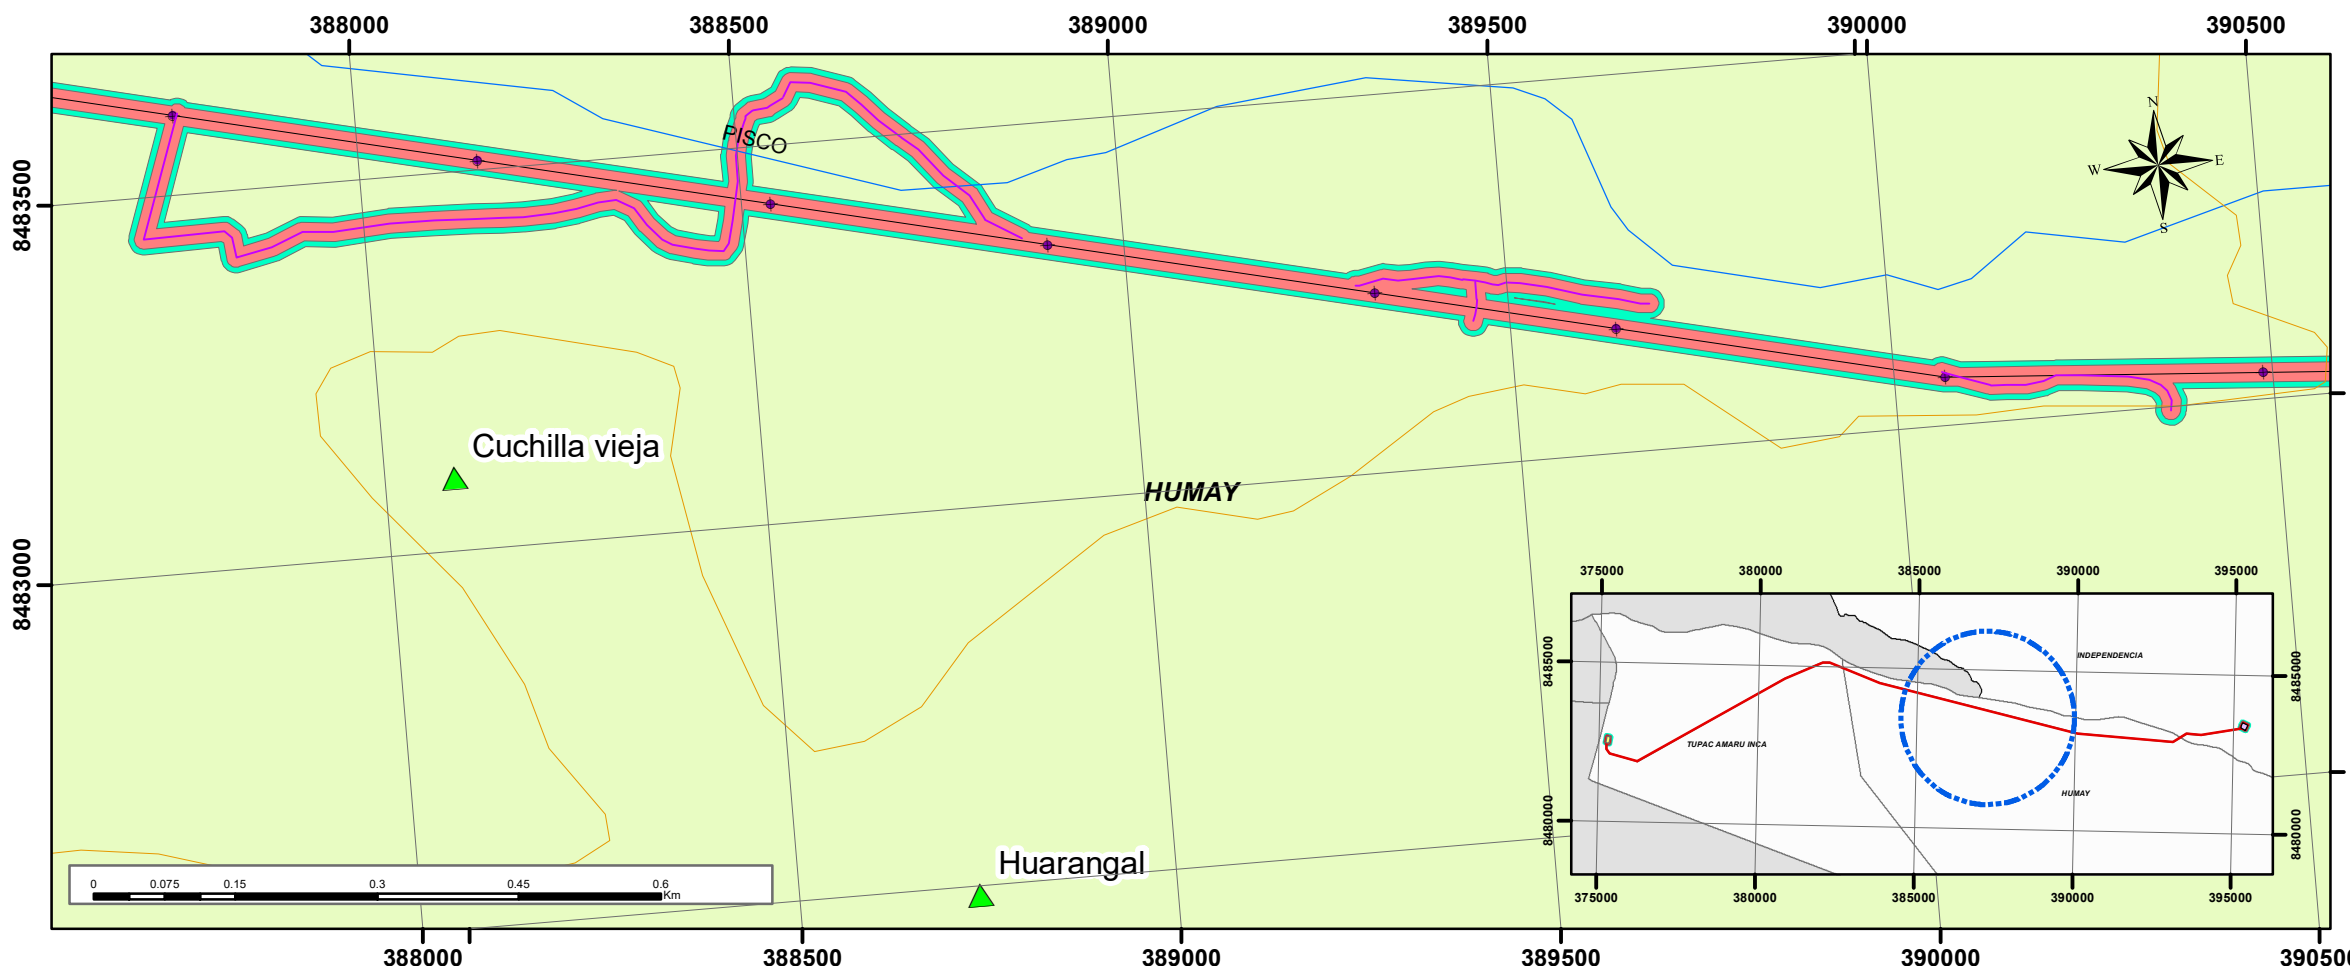 388000 388500 389000 389500 390000 390500
N
W E
S
PISCO
8483500
Cuchilla vieja
HUMAY
8483000
Huarangal
0 0.075 0.15 0.3 0.45 0.6
Km
375000 380000 385000 390000 395000
8485000
INDEPENDENCIA
8485000
TUPAC AMARU INCA
HUMAY
8480000
8480000
375000 380000 385000 390000 395000
388000 388500 389000 389500 390000 390500